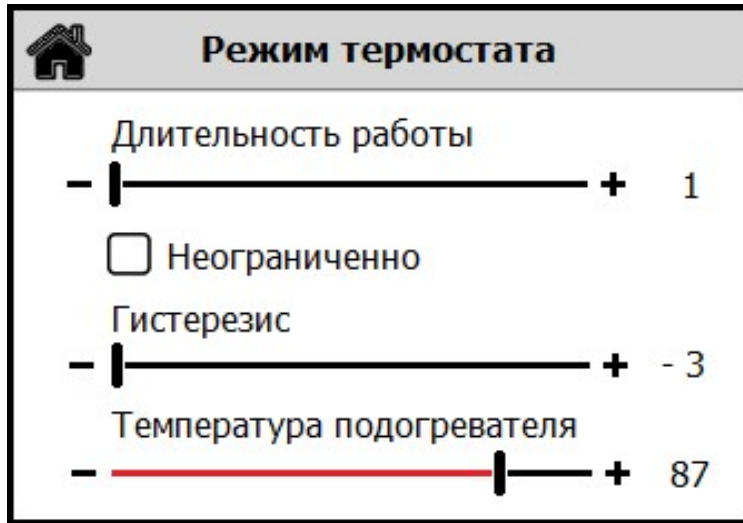 Режим термостата
Длительность работы
- + 1
Неограниченно
Гистерезис
- + - 3
Температура подогревателя
- + 87